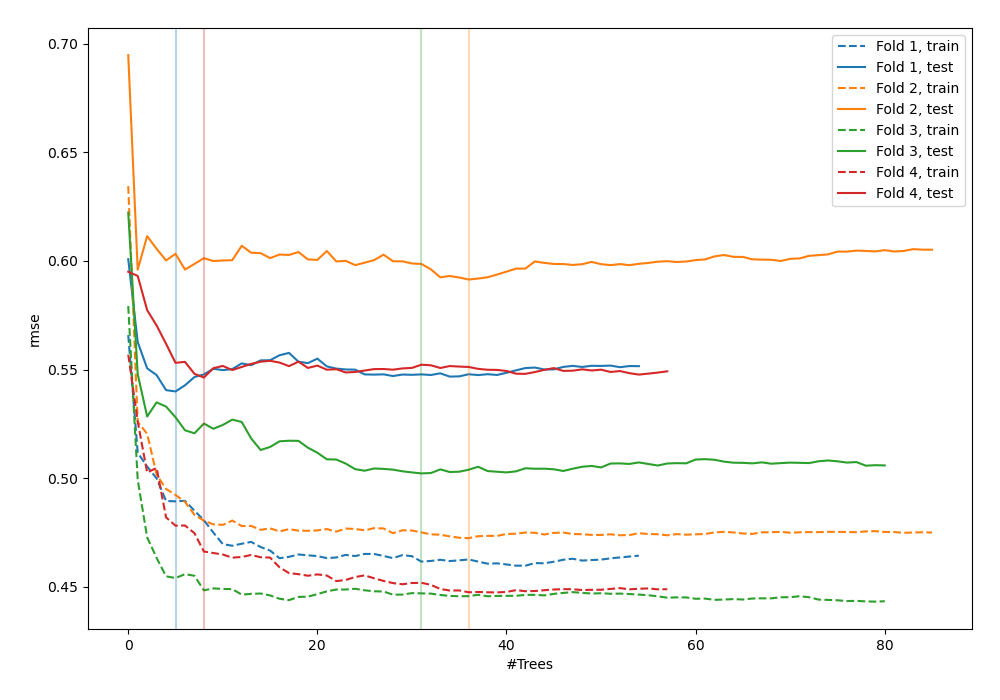 0.70
0.65
0.60
0.55
0.50
0.45
rmse
0
20
40
60
80
#Trees
Fold 1, train
Fold 1, test
Fold 2, train
Fold 2, test
Fold 3, train
Fold 3, test
Fold 4, train
Fold 4, test